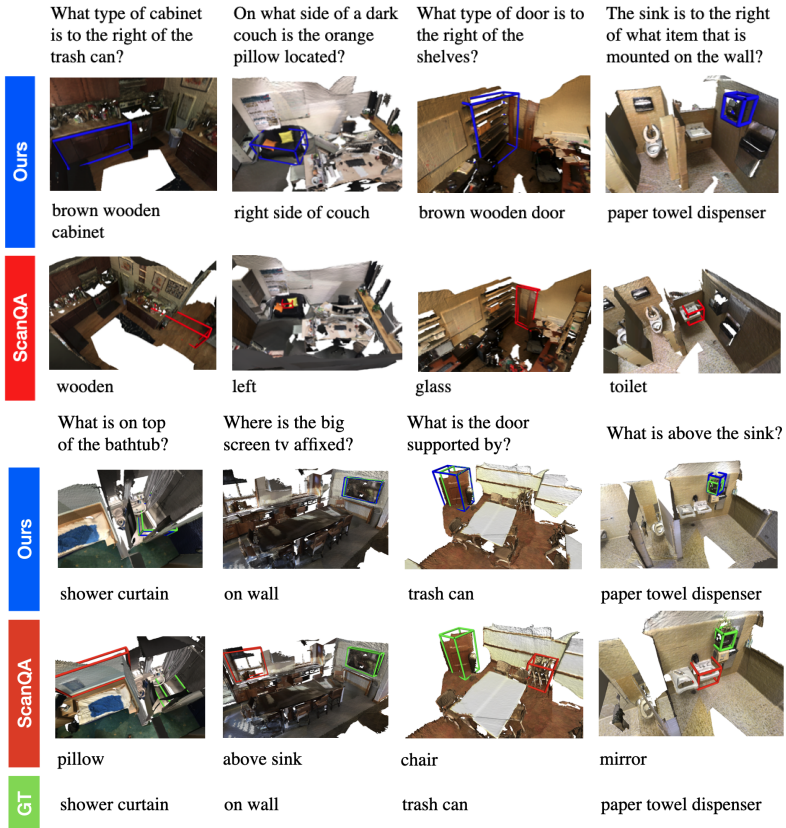 What type of cabinet
is to the right of the
trash can?
On what side of a dark
couch is the orange
pillow located?
What type of door is to
the right of the
shelves?
The sink is to the right
of what item that is
mounted on the wall?
Ours
brown wooden
cabinet
right side of couch
brown wooden door
paper towel dispenser
ScanQA
wooden
left
glass
toilet
What is on top
of the bathtub?
Where is the big
screen tv affixed?
What is the door
supported by?
What is above the sink?
Ours
shower curtain
on wall
trash can
paper towel dispenser
ScanQA
pillow
above sink
chair
mirror
GT
shower curtain
on wall
trash can
paper towel dispenser